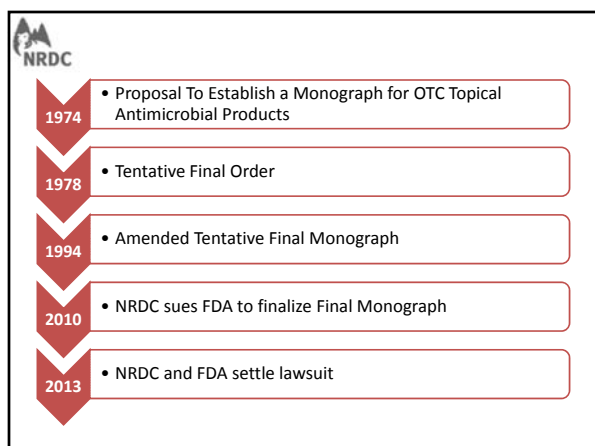 NRDC
1974
• Proposal To Establish a Monograph for OTC Topical
Antimicrobial Products
1978
• Tentative Final Order
1994
• Amended Tentative Final Monograph
2010
• NRDC sues FDA to finalize Final Monograph
2013
• NRDC and FDA settle lawsuit